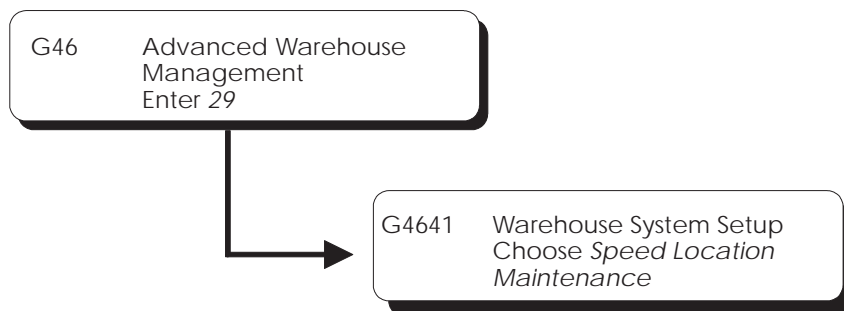 G46 Advanced Warehouse
Management
Enter 29
G4641 Warehouse System Setup
Choose Speed Location
Maintenance